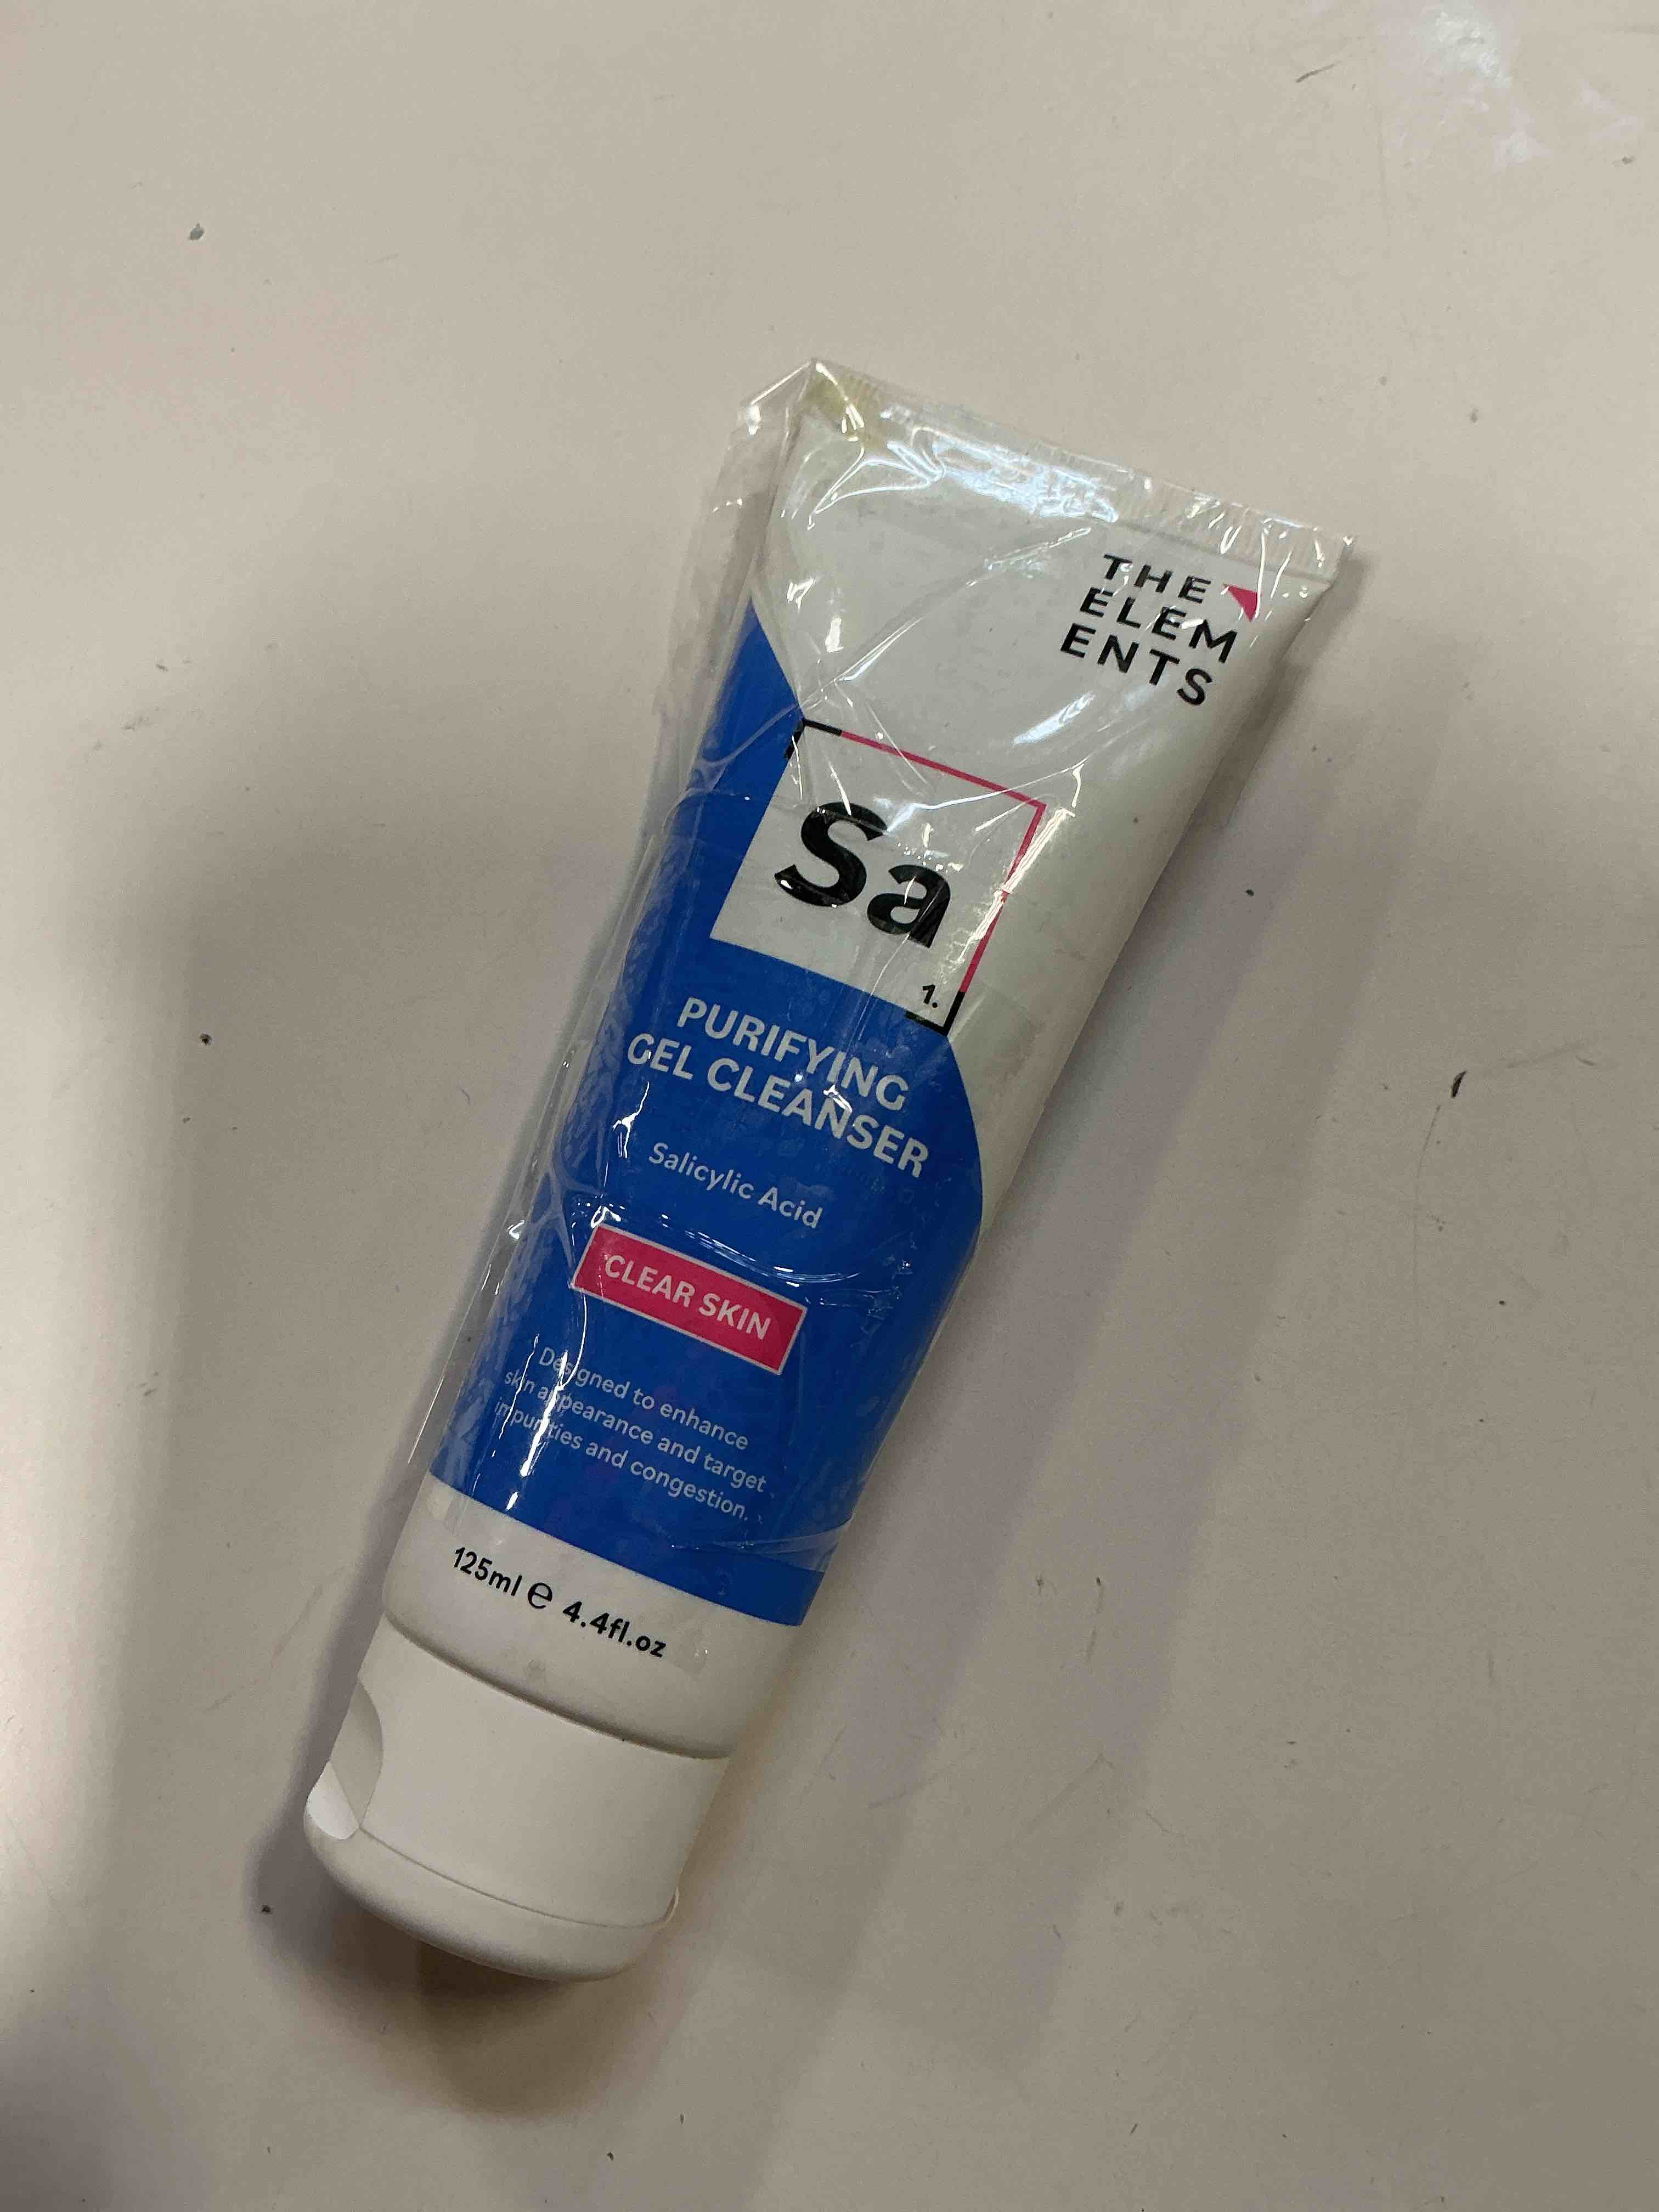 THE
ELEM
ENTS
Sa
1.
PURIFYING
GEL CLEANSER
Salicylic Acid
CLEAR SKIN
Designed to enhance
skin appearance and target
impurities and congestion.
125ml ℮ 4.4fl.oz